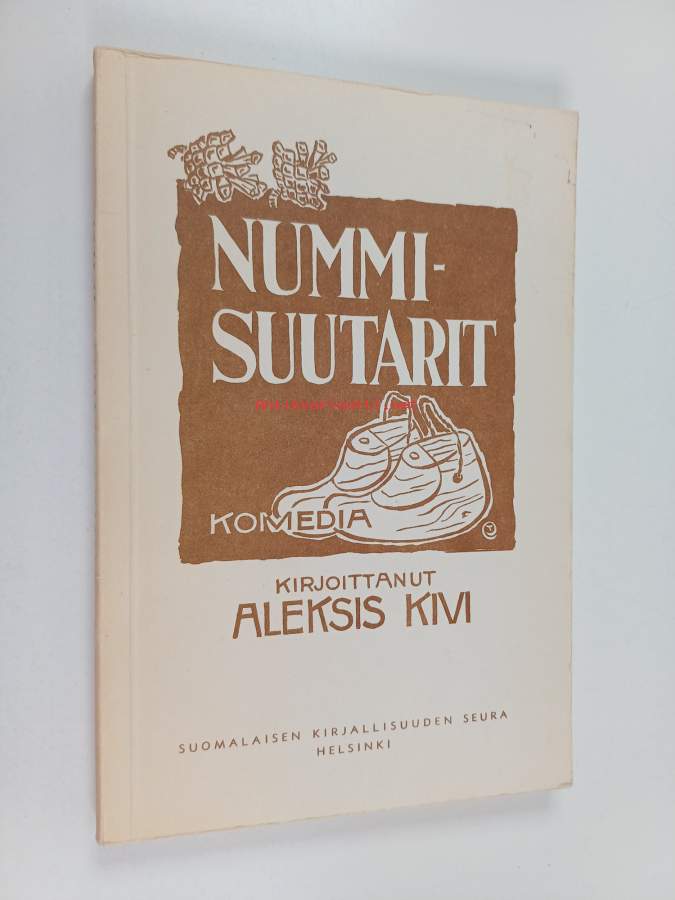 NUMMI-
SUUTARIT
KOMEDIA
KIRJOITTANUT
ALEKSIS KIVI
SUOMALAISEN KIRJALLISUUDEN SEURA
HELSINKI